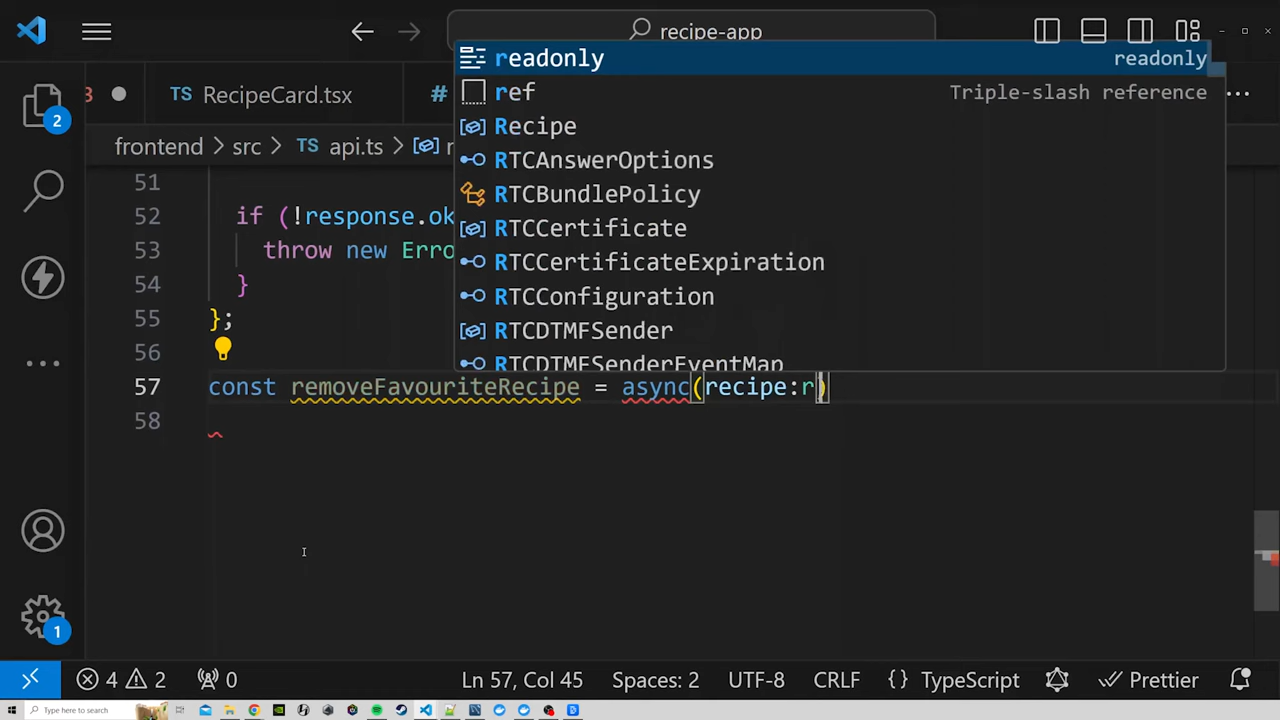 recipe-app
3
RecipeCard.tsx
#
TS
frontend > src > TS api.ts >
readonly readonly
ref Triple-slash reference
Recipe
RTCAnswerOptions
RTCBundlePolicy
RTCCertificate
RTCCertificateExpiration
RTCConfiguration
RTCDTMFSender
RTCDTMFSenderEventMap
51
52 if (!response.ok
53 throw new Erro
54 }
55 };
56
57 const removeFavouriteRecipe = async(recipe:r)
58
2
1
4 2 0
Ln 57, Col 45 Spaces: 2 UTF-8 CRLF {} TypeScript Prettier
Type here to search